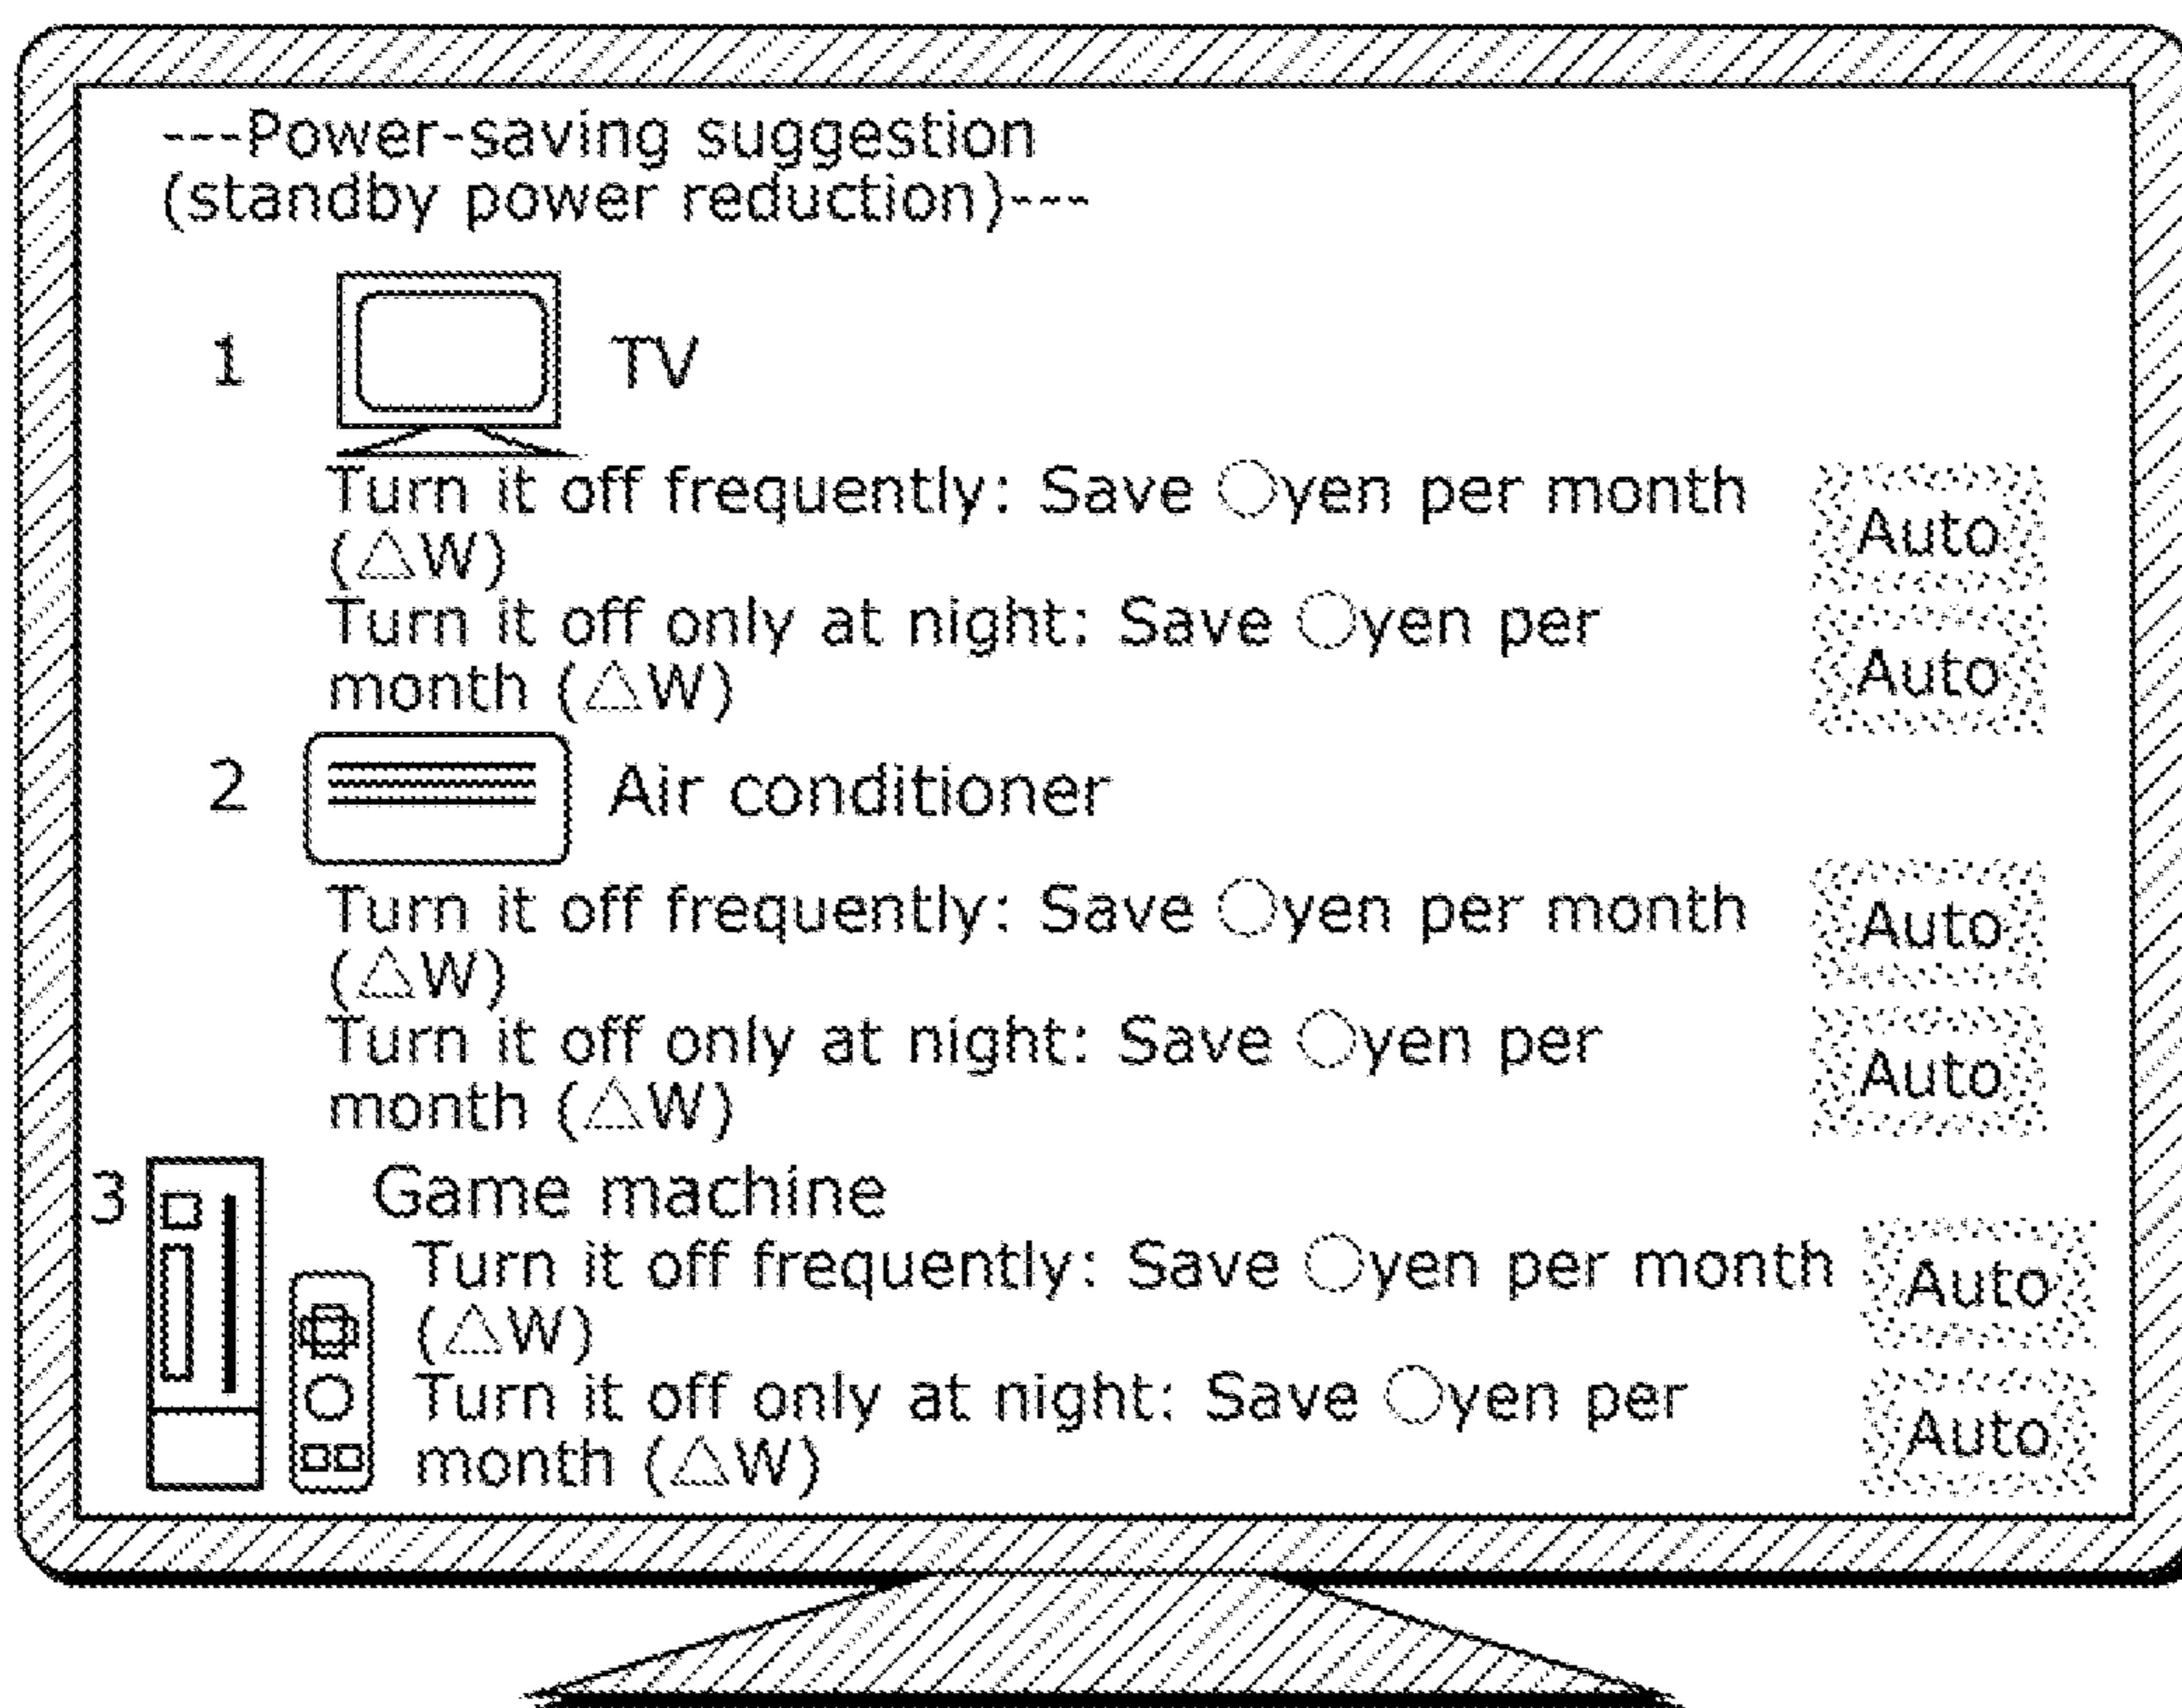 ---Power-saving suggestion
(standby power reduction)---
1 TV
Turn it off frequently: Save ○yen per month
(△W)
Auto
Turn it off only at night: Save ○yen per
month (△W)
Auto
2 Air conditioner
Turn it off frequently: Save ○yen per month
(△W)
Auto
Turn it off only at night: Save ○yen per
month (△W)
Auto
3 Game machine
Turn it off frequently: Save ○yen per month
(△W)
Auto
Turn it off only at night: Save ○yen per
month (△W)
Auto